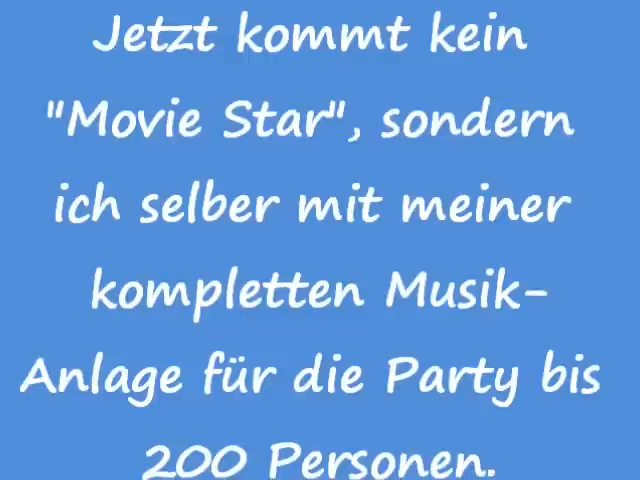 Jetzt kommt kein
"Movie Star", sondern
ich selber mit meiner
kompletten Musik-
Anlage für die Party bis
200 Personen.